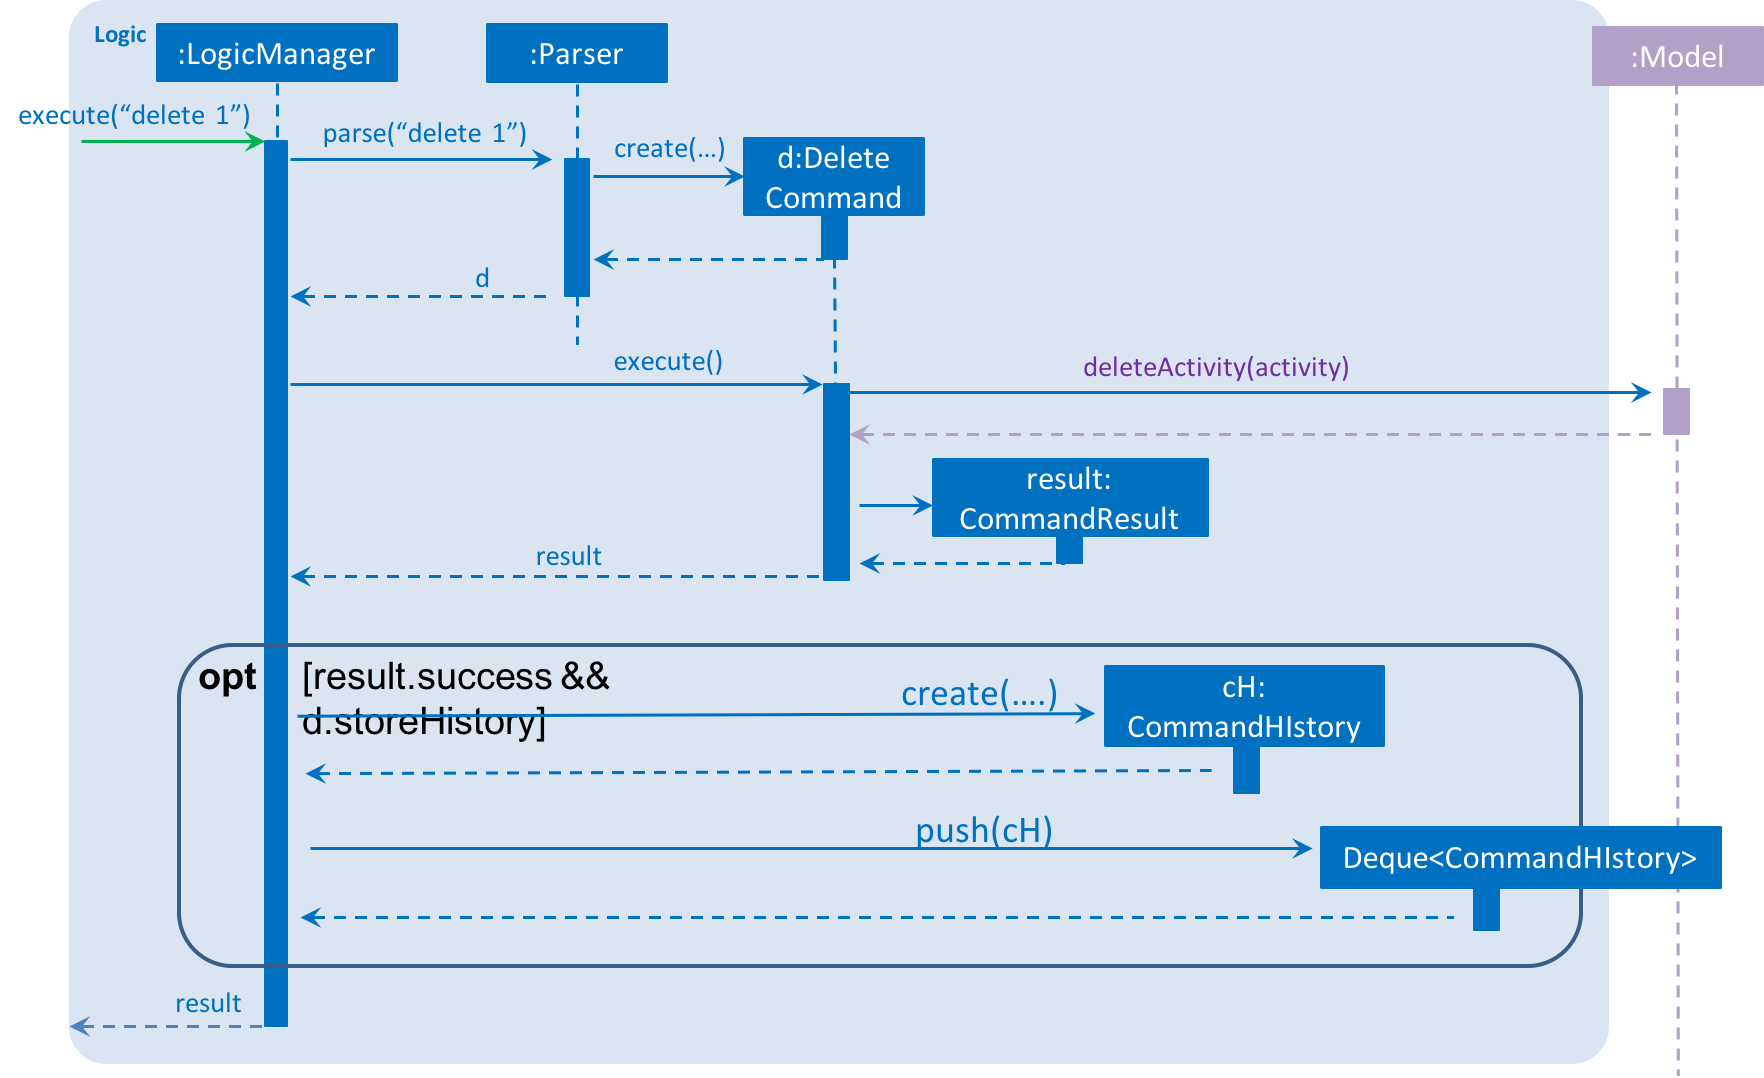 Logic
:LogicManager
:Parser
:Model
execute(“delete 1”)
parse(“delete 1”)
create(...)
d:Delete
Command
d
execute()
deleteActivity(activity)
result:
CommandResult
result
opt
[result.success &&
d.storeHistory]
create(....)
cH:
CommandHIstory
push(cH)
Deque<CommandHIstory>
result